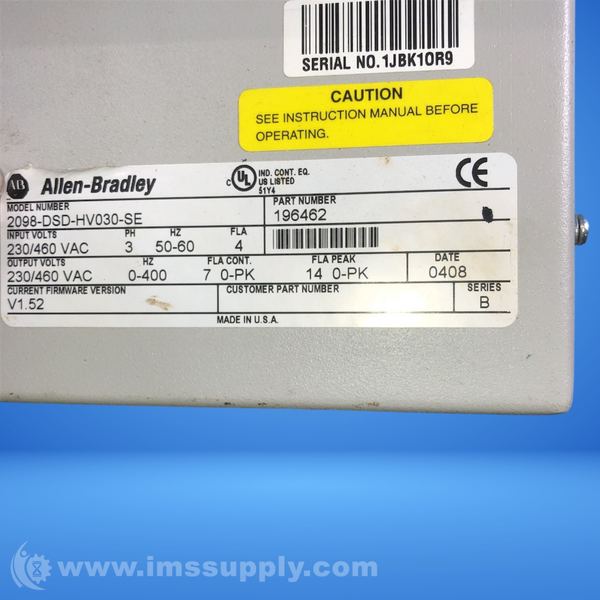 SERIAL NO.1JBK10R9
CAUTION
SEE INSTRUCTION MANUAL BEFORE
OPERATING.
AB Allen-Bradley
C UL US LISTED IND. CONT. EQ. 51Y4
CE
MODEL NUMBER PART NUMBER
2098-DSD-HV030-SE 196462
INPUT VOLTS PH HZ FLA
230/460 VAC 3 50-60 4
OUTPUT VOLTS HZ FLA CONT. FLA PEAK DATE
230/460 VAC 0-400 7 0-PK 14 0-PK 0408
CURRENT FIRMWARE VERSION CUSTOMER PART NUMBER SERIES
V1.52 B
MADE IN U.S.A.
© www.imssupply.com